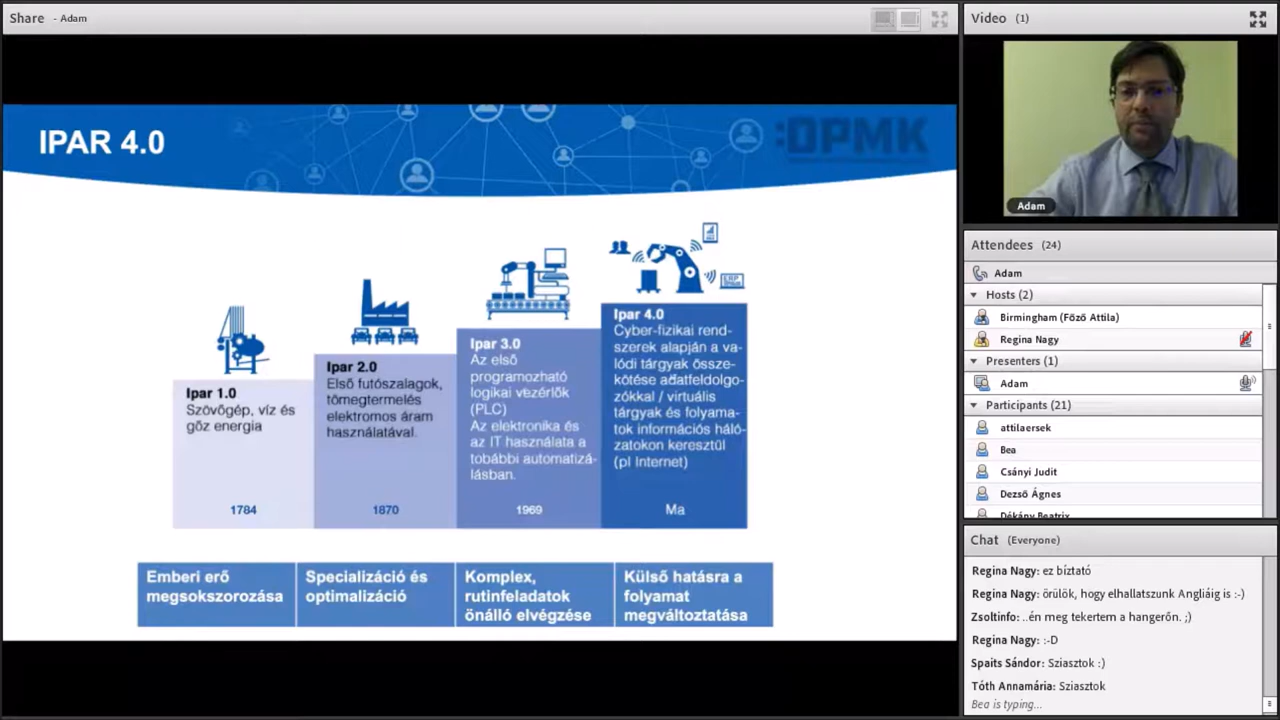 Share - Adam
IPAR 4.0
:OPMK
Ipar 1.0
Szövőgép, víz és
gőz energia
1784
Ipar 2.0
Első futószalagok,
tömegtermelés
elektromos áram
használatával.
1870
Ipar 3.0
Az első
programozható
logikai vezérlők
(PLC)
Az elektronika és
az IT használata a
tobábbi automatizá-
lásban.
1969
ERP
Ipar 4.0
Cyber-fizikai rend-
szerek alapján a va-
lódi tárgyak össze-
kötése adatfeldolgo-
zókkal / virtuális
tárgyak és folyama-
tok információs háló-
zatokon keresztül
(pl Internet)
Ma
Emberi erő
megsokszorozása
Specializáció és
optimalizáció
Komplex,
rutinfeladatok
önálló elvégzése
Külső hatásra a
folyamat
megváltoztatása
Video (1)
Adam
Attendees (24)
Adam
Hosts (2)
Birmingham (Főző Attila)
Regina Nagy
Presenters (1)
Adam
Participants (21)
attilaersek
Bea
Csányi Judit
Dezső Ágnes
Dékány Beatrix
Chat (Everyone)
Regina Nagy: ez bíztató
Regina Nagy: örülök, hogy elhallatszunk Angliáig is :-)
Zsoltinfo: ..én meg tekertem a hangerőn. ;)
Regina Nagy: :-D
Spaits Sándor: Sziasztok :)
Tóth Annamária: Sziasztok
Bea is typing...